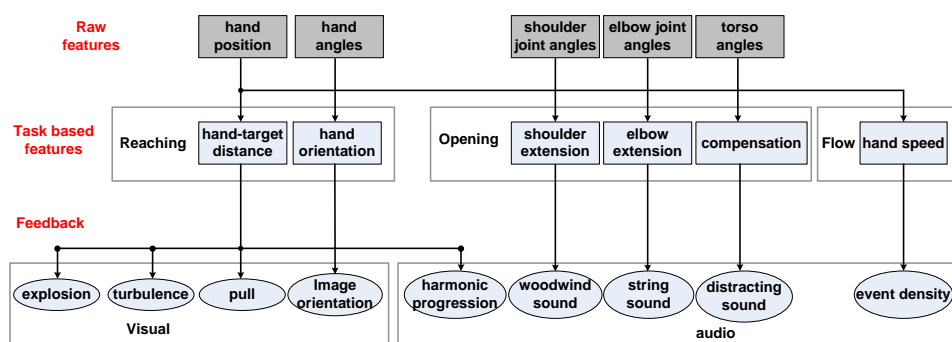 Raw
features
hand
position
hand
angles
shoulder
joint angles
elbow joint
angles
torso
angles
Task based
features
Reaching
hand-target
distance
hand
orientation
Opening
shoulder
extension
elbow
extension
compensation
Flow
hand speed
Feedback
explosion
turbulence
pull
Image
orientation
harmonic
progression
woodwind
sound
string
sound
distracting
sound
event density
Visual
audio